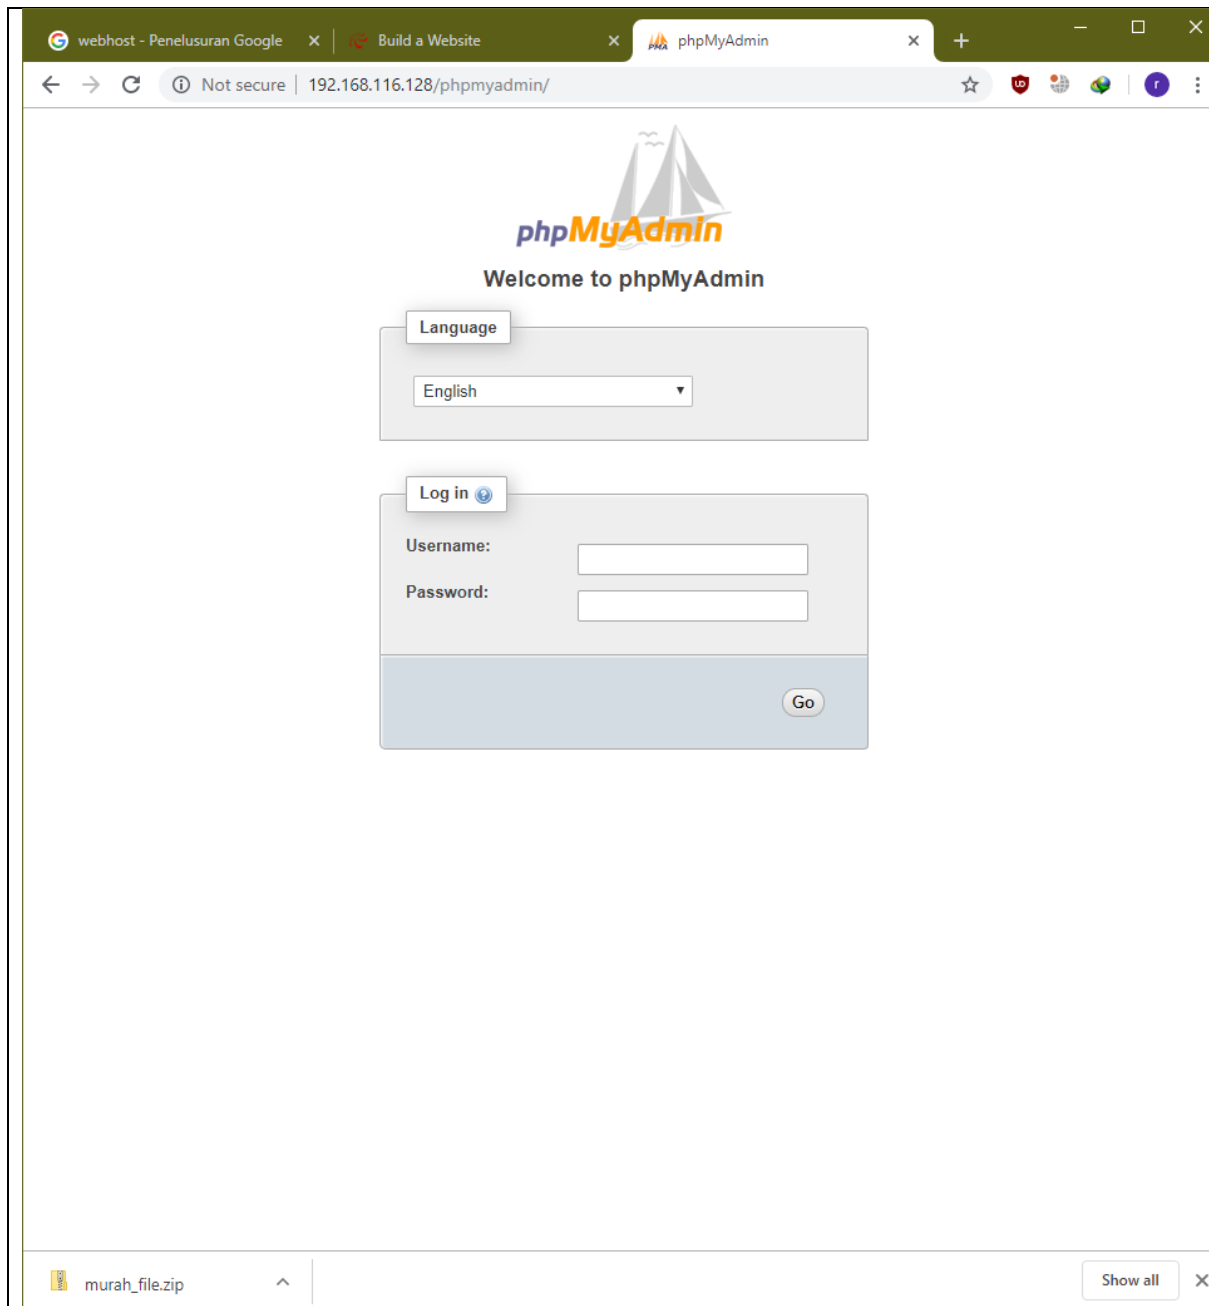 webhost - Penelusuran Google
Build a Website
PMA phpMyAdmin
Not secure | 192.168.116.128/phpmyadmin/
r
phpMyAdmin
Welcome to phpMyAdmin
Language
English
Log in
Username:
Password:
Go
murah_file.zip
Show all